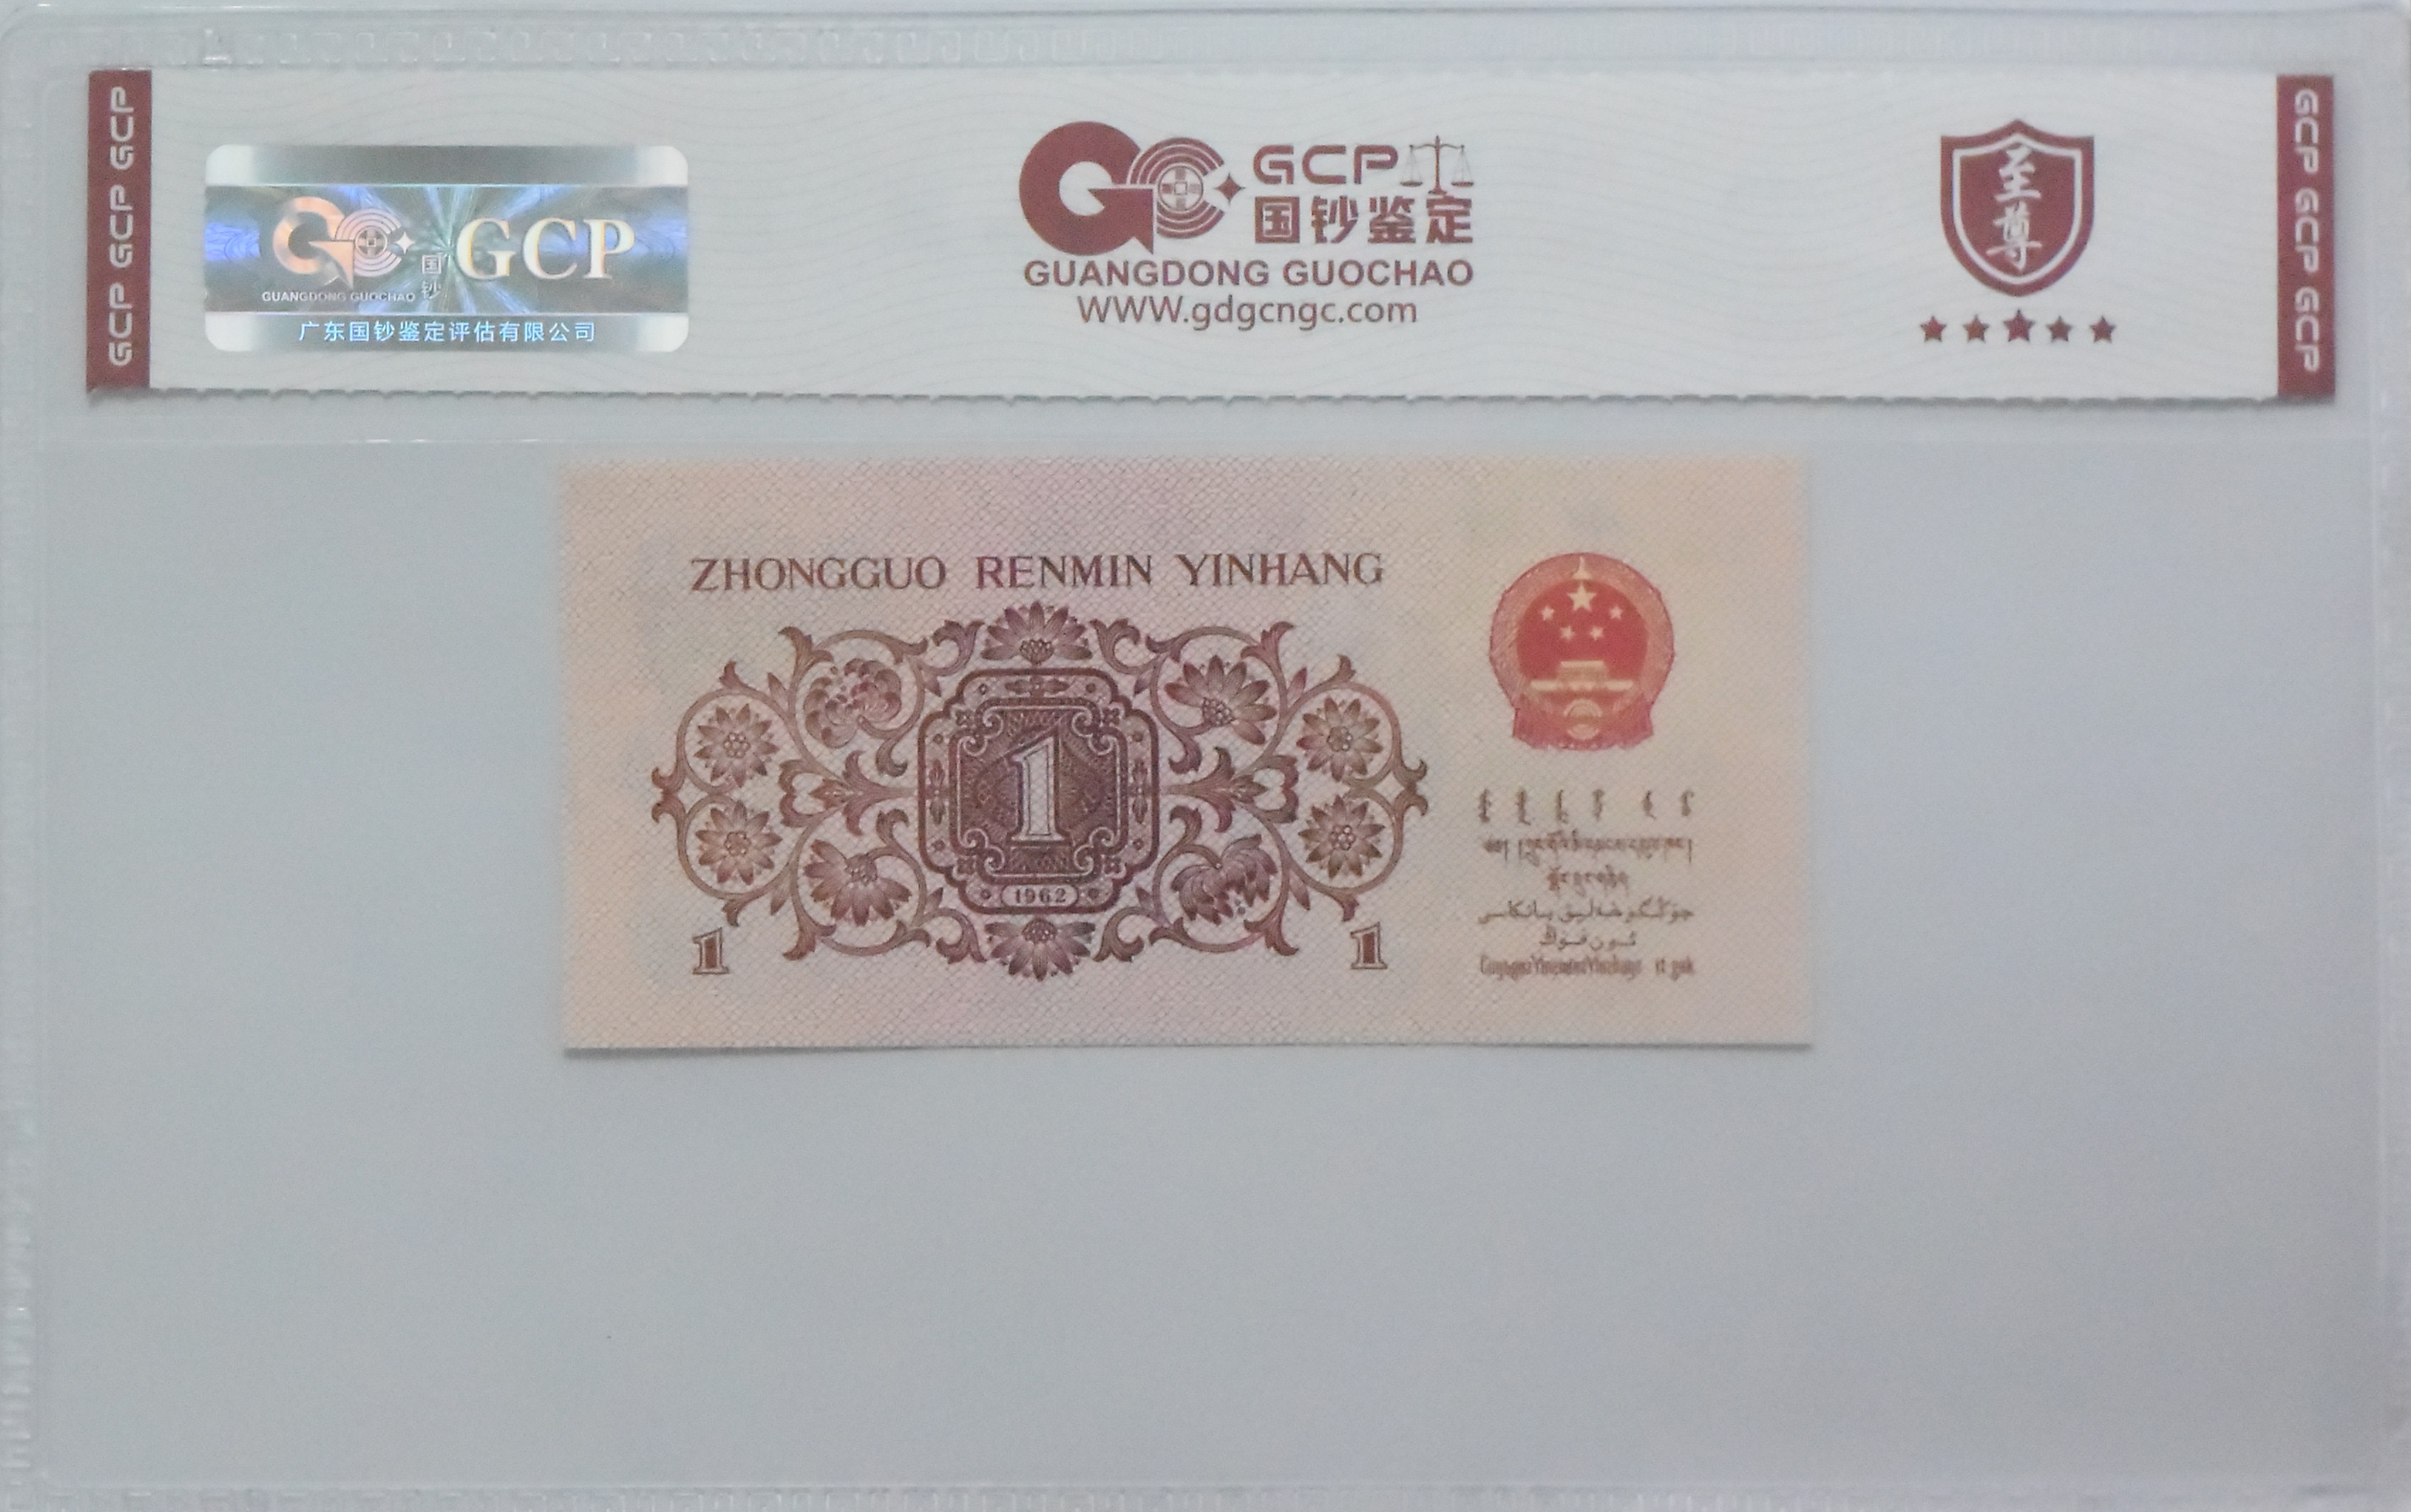 GCP GCP GCP
GUANGDONG GUOCHAO
国钞
GCP
广东国钞鉴定评估有限公司
GCP
国钞鉴定
GUANGDONG GUOCHAO
WWW.gdgcngc.com
至尊
GCP GCP GCP
ZHONGGUO RENMIN YINHANG
1
1962
1
1